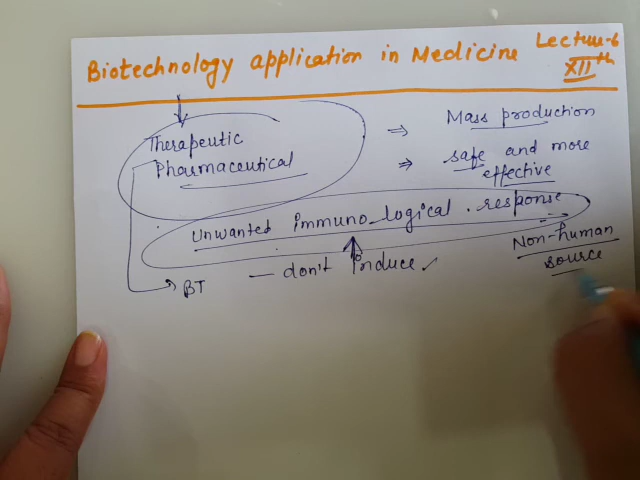 Biotechnology application in Medicine Lecture-6
XIIth
Therapeutic
Pharmaceutical
⇒ Mass production
⇒ safe and more
effective
Unwanted immuno-logical response
Non-human
source
— don't induce ✓
BT